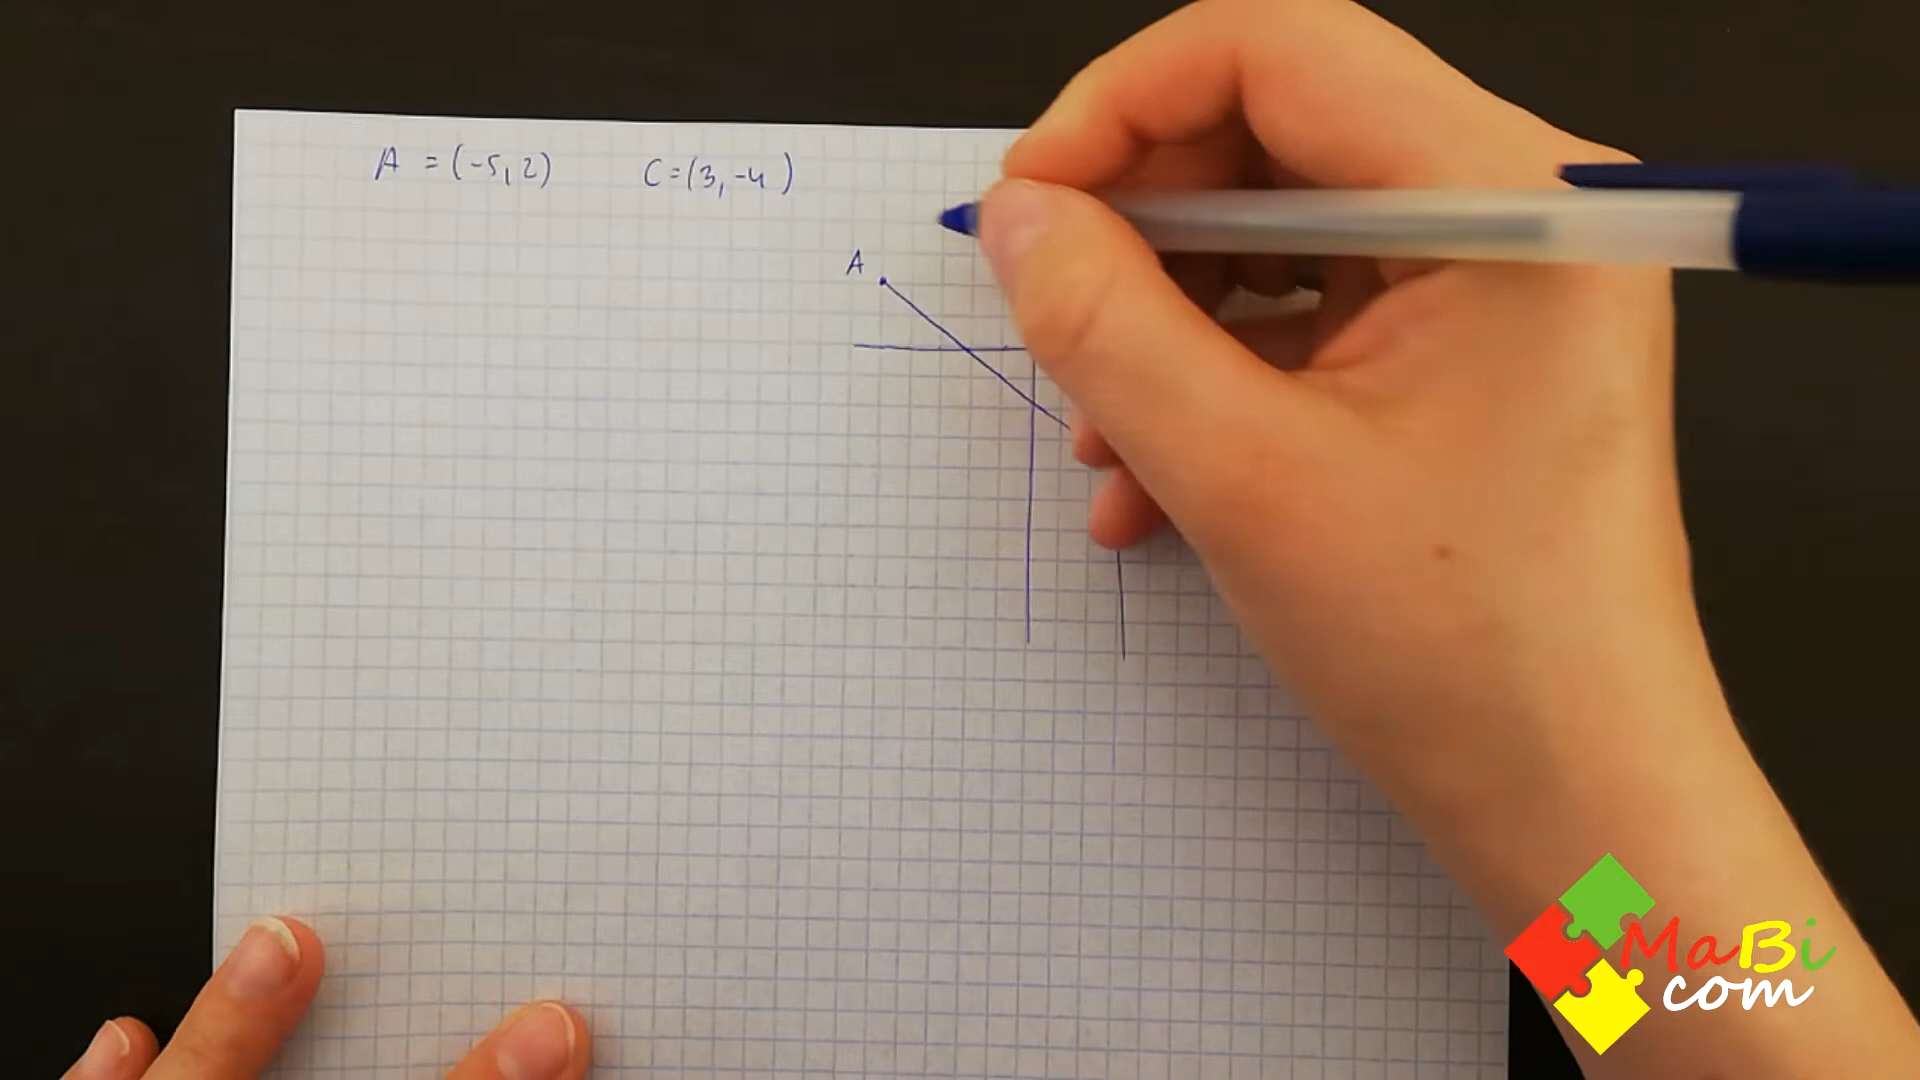 A = (-5, 2) C = (3, -4)
A
MaBi
com